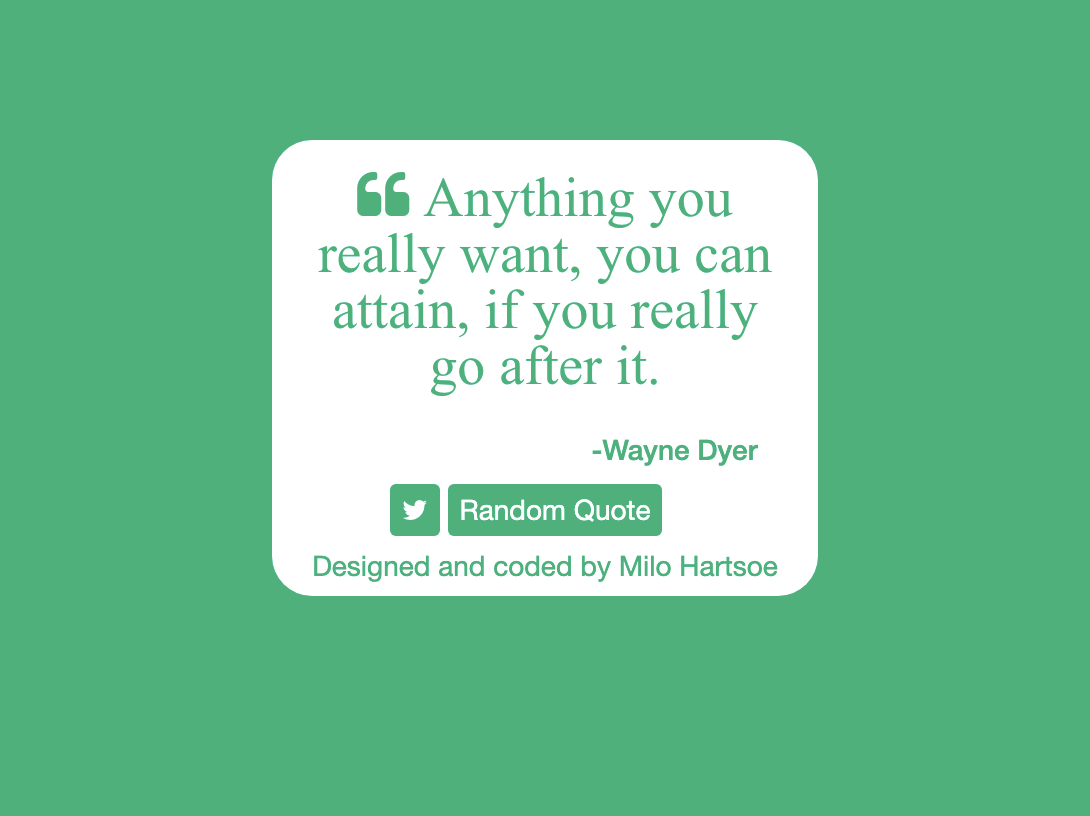 ❝ Anything you
really want, you can
attain, if you really
go after it.
-Wayne Dyer
Random Quote
Designed and coded by Milo Hartsoe